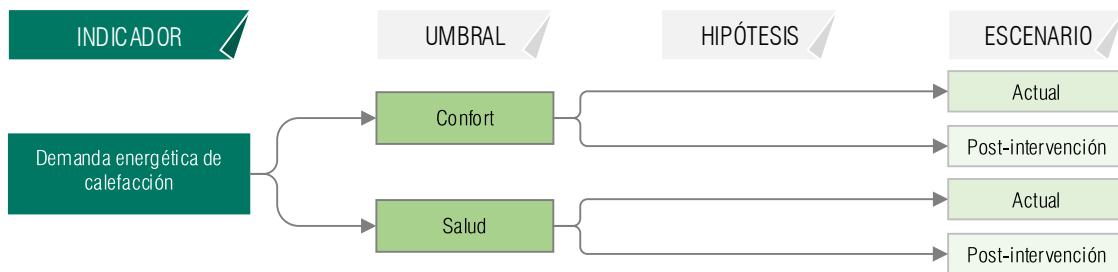 INDICADOR
UMBRAL
HIPÓTESIS
ESCENARIO
Demanda energética de
calefacción
Confort
Salud
Actual
Post-intervención
Actual
Post-intervención